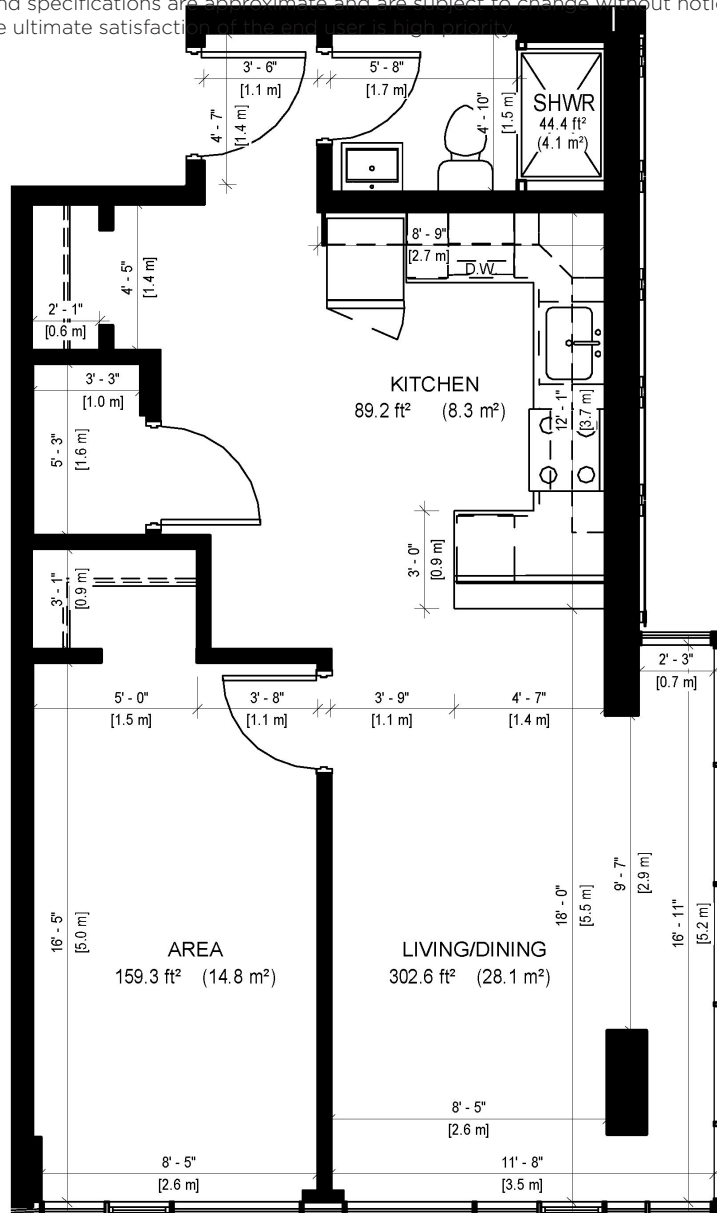 nd specifications are approximate and are subject to change without notic
e ultimate satisfaction of the end user is high priority.
3' - 6"
[1.1 m]
5' - 8"
[1.7 m]
4' - 7"
[1.4 m]
4' - 10"
[1.5 m]
SHWR
44.4 ft²
(4.1 m²)
8' - 9"
[2.7 m]
D.W.
4' - 5"
[1.4 m]
2' - 1"
[0.6 m]
3' - 3"
[1.0 m]
KITCHEN
89.2 ft² (8.3 m²)
12' - 1"
[3.7 m]
5' - 3"
[1.6 m]
3' - 0"
[0.9 m]
3' - 1"
[0.9 m]
2' - 3"
[0.7 m]
5' - 0"
[1.5 m]
3' - 8"
[1.1 m]
3' - 9"
[1.1 m]
4' - 7"
[1.4 m]
9' - 7"
[2.9 m]
16' - 5"
[5.0 m]
18' - 0"
[5.5 m]
16' - 11"
[5.2 m]
AREA
159.3 ft² (14.8 m²)
LIVING/DINING
302.6 ft² (28.1 m²)
8' - 5"
[2.6 m]
8' - 5"
[2.6 m]
11' - 8"
[3.5 m]